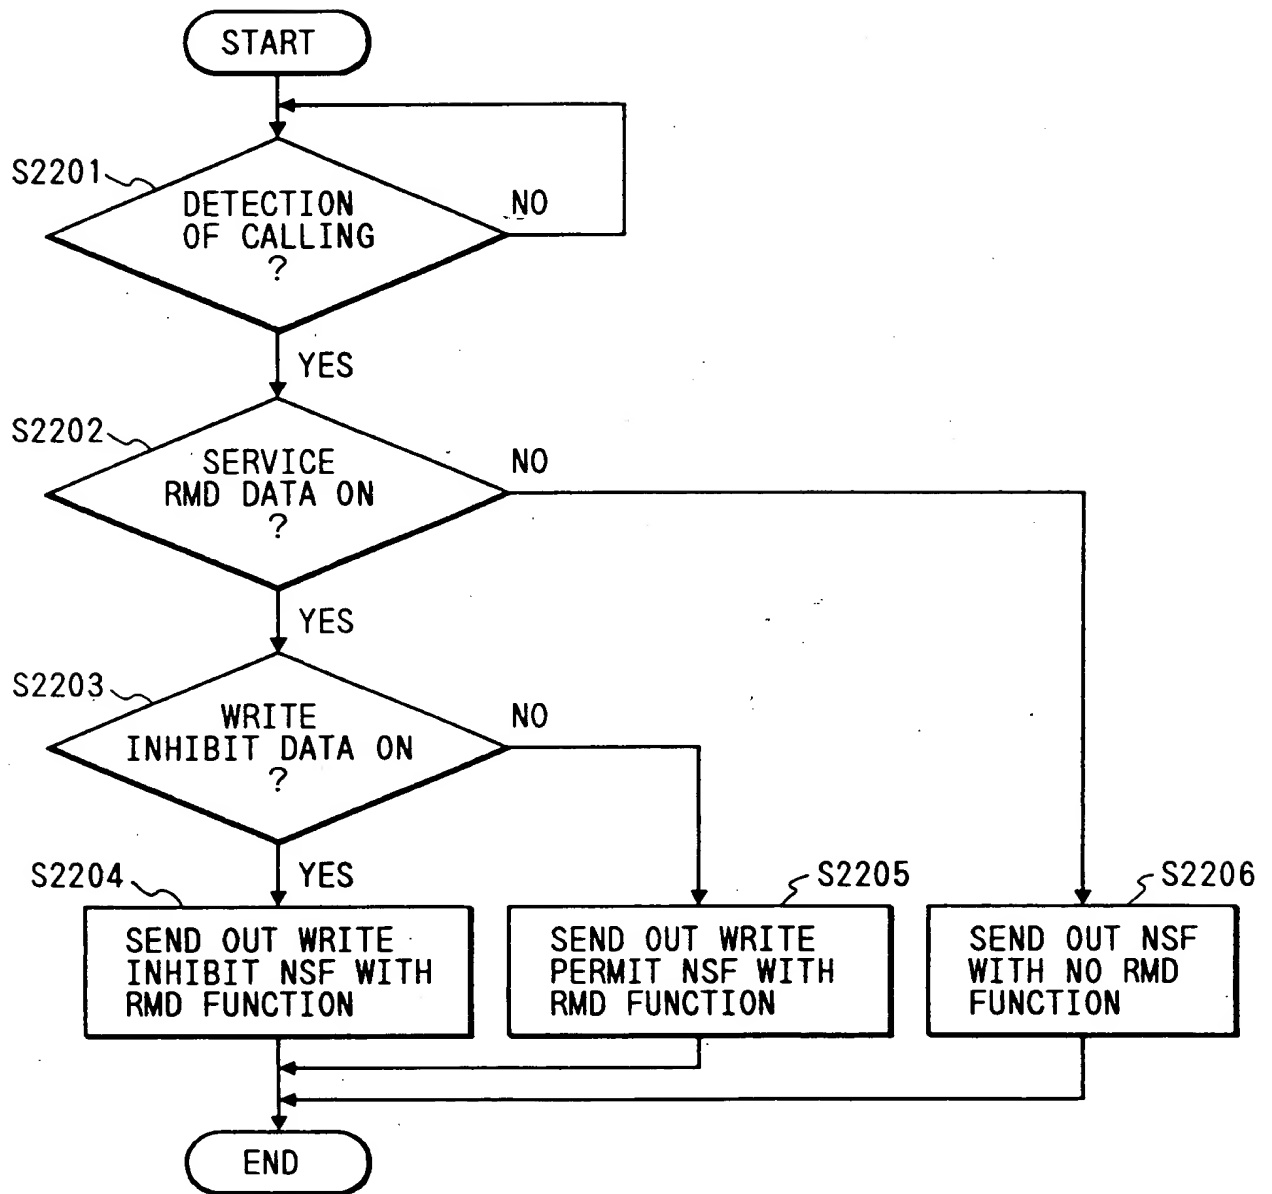 START
S2201
DETECTION
OF CALLING
?
NO
YES
S2202
SERVICE
RMD DATA ON
?
NO
YES
S2203
WRITE
INHIBIT DATA ON
?
NO
YES
S2204
SEND OUT WRITE
INHIBIT NSF WITH
RMD FUNCTION
S2205
SEND OUT WRITE
PERMIT NSF WITH
RMD FUNCTION
S2206
SEND OUT NSF
WITH NO RMD
FUNCTION
END